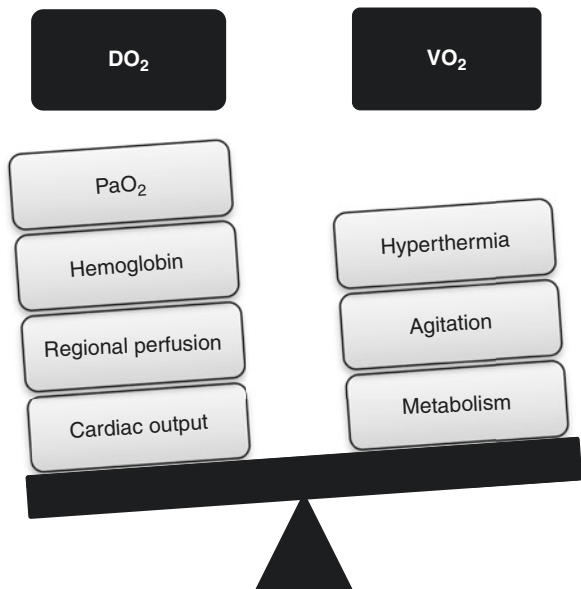 DO₂
VO₂
PaO₂
Hemoglobin
Regional perfusion
Cardiac output
Hyperthermia
Agitation
Metabolism